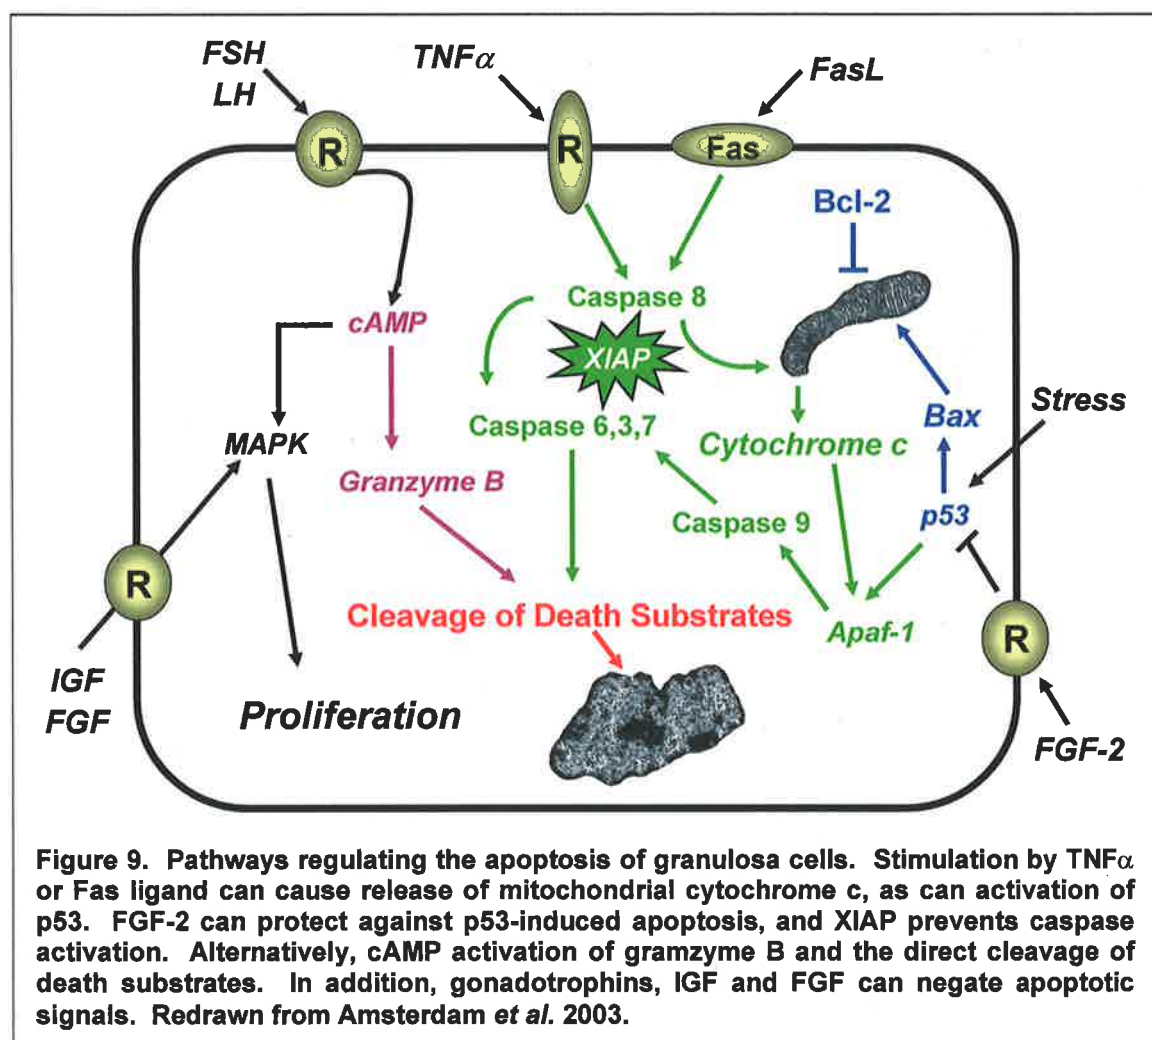 FSH
LH
TNFα
FasL
R
R
Fas
Bcl-2
cAMP
Caspase 8
XIAP
MAPK
Caspase 6,3,7
Cytochrome c
Bax
Stress
Granzyme B
Caspase 9
p53
R
Cleavage of Death Substrates
Apaf-1
R
IGF
FGF
Proliferation
FGF-2
Figure 9. Pathways regulating the apoptosis of granulosa cells. Stimulation by TNFα
or Fas ligand can cause release of mitochondrial cytochrome c, as can activation of
p53. FGF-2 can protect against p53-induced apoptosis, and XIAP prevents caspase
activation. Alternatively, cAMP activation of gramzyme B and the direct cleavage of
death substrates. In addition, gonadotrophins, IGF and FGF can negate apoptotic
signals. Redrawn from Amsterdam et al. 2003.